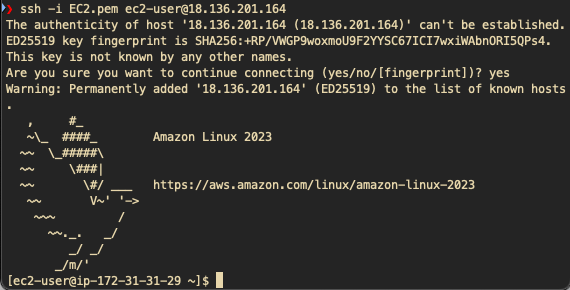 ❯ ssh -i EC2.pem ec2-user@18.136.201.164
The authenticity of host '18.136.201.164 (18.136.201.164)' can't be established.
ED25519 key fingerprint is SHA256:+RP/VWGP9woxmoU9F2YYSC67ICI7wxiWAbnORI5QPs4.
This key is not known by any other names.
Are you sure you want to continue connecting (yes/no/[fingerprint])? yes
Warning: Permanently added '18.136.201.164' (ED25519) to the list of known hosts
.
   ,     #_
   ~\_  ####_        Amazon Linux 2023
  ~~  \_#####\
  ~~     \###|
  ~~       \#/ ___   https://aws.amazon.com/linux/amazon-linux-2023
   ~~       V~' '->
    ~~~         /
      ~~._.   _/
         _/ _/
       _/m/'
[ec2-user@ip-172-31-31-29 ~]$